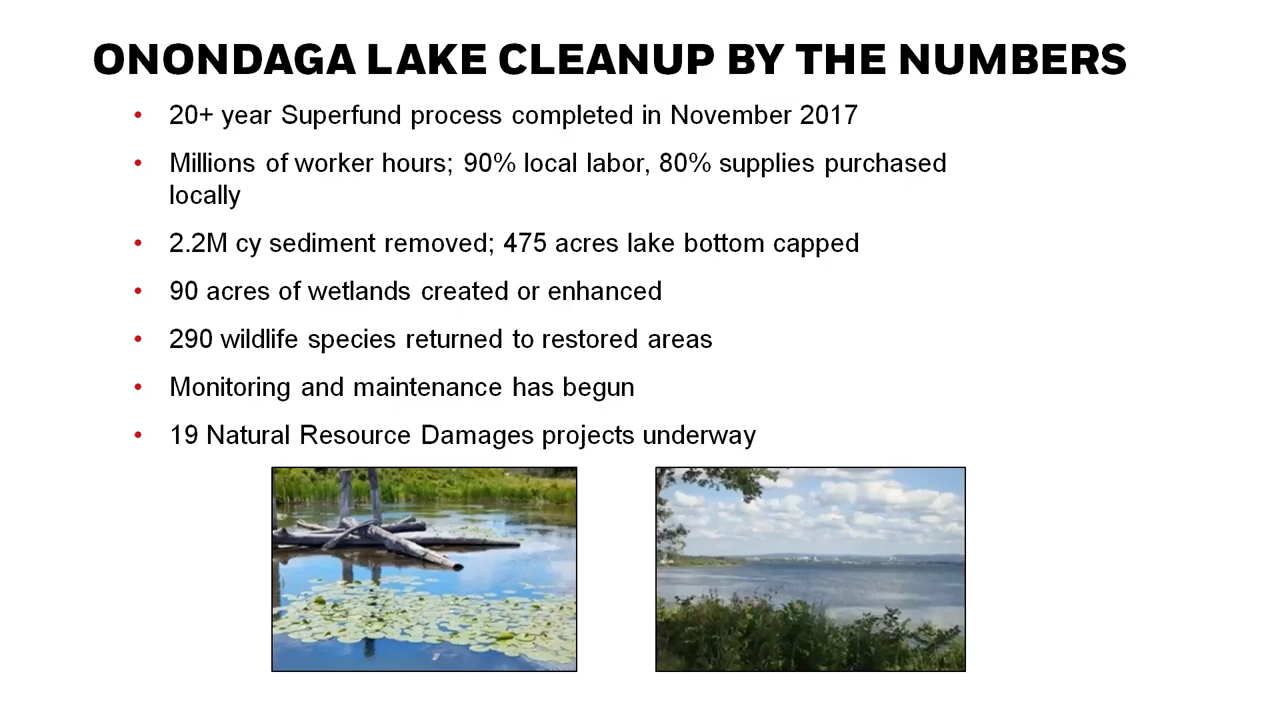 ONONDAGA LAKE CLEANUP BY THE NUMBERS
• 20+ year Superfund process completed in November 2017
• Millions of worker hours; 90% local labor, 80% supplies purchased
locally
• 2.2M cy sediment removed; 475 acres lake bottom capped
• 90 acres of wetlands created or enhanced
• 290 wildlife species returned to restored areas
• Monitoring and maintenance has begun
• 19 Natural Resource Damages projects underway